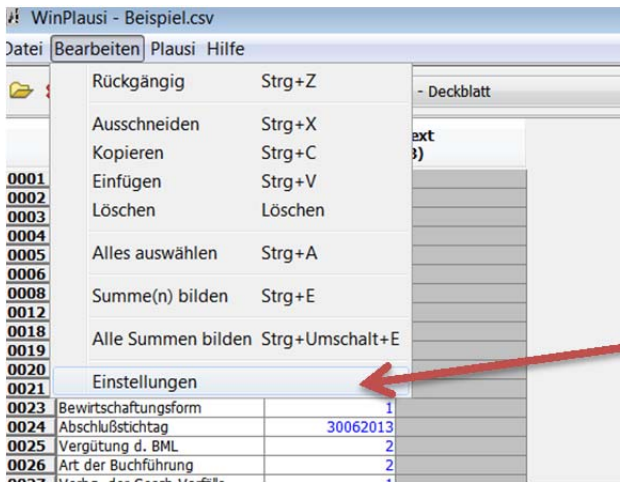 WinPlausi - Beispiel.csv
Datei Bearbeiten Plausi Hilfe
- Deckblatt
Rückgängig Strg+Z
Ausschneiden Strg+X
Kopieren Strg+C
Einfügen Strg+V
Löschen Löschen
Alles auswählen Strg+A
Summe(n) bilden Strg+E
Alle Summen bilden Strg+Umschalt+E
Einstellungen
0001
0002
0003
0004
0005
0006
0008
0012
0018
0019
0020
0021
0023 Bewirtschaftungsform 1
0024 Abschlußstichtag 30062013
0025 Vergütung d. BML 2
0026 Art der Buchführung 2